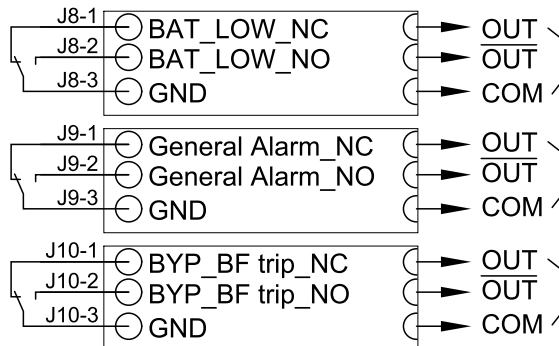 J8-1 BAT_LOW_NC OUT
J8-2 BAT_LOW_NO OUT
J8-3 GND COM
J9-1 General Alarm_NC OUT
J9-2 General Alarm_NO OUT
J9-3 GND COM
J10-1 BYP_BF trip_NC OUT
J10-2 BYP_BF trip_NO OUT
J10-3 GND COM